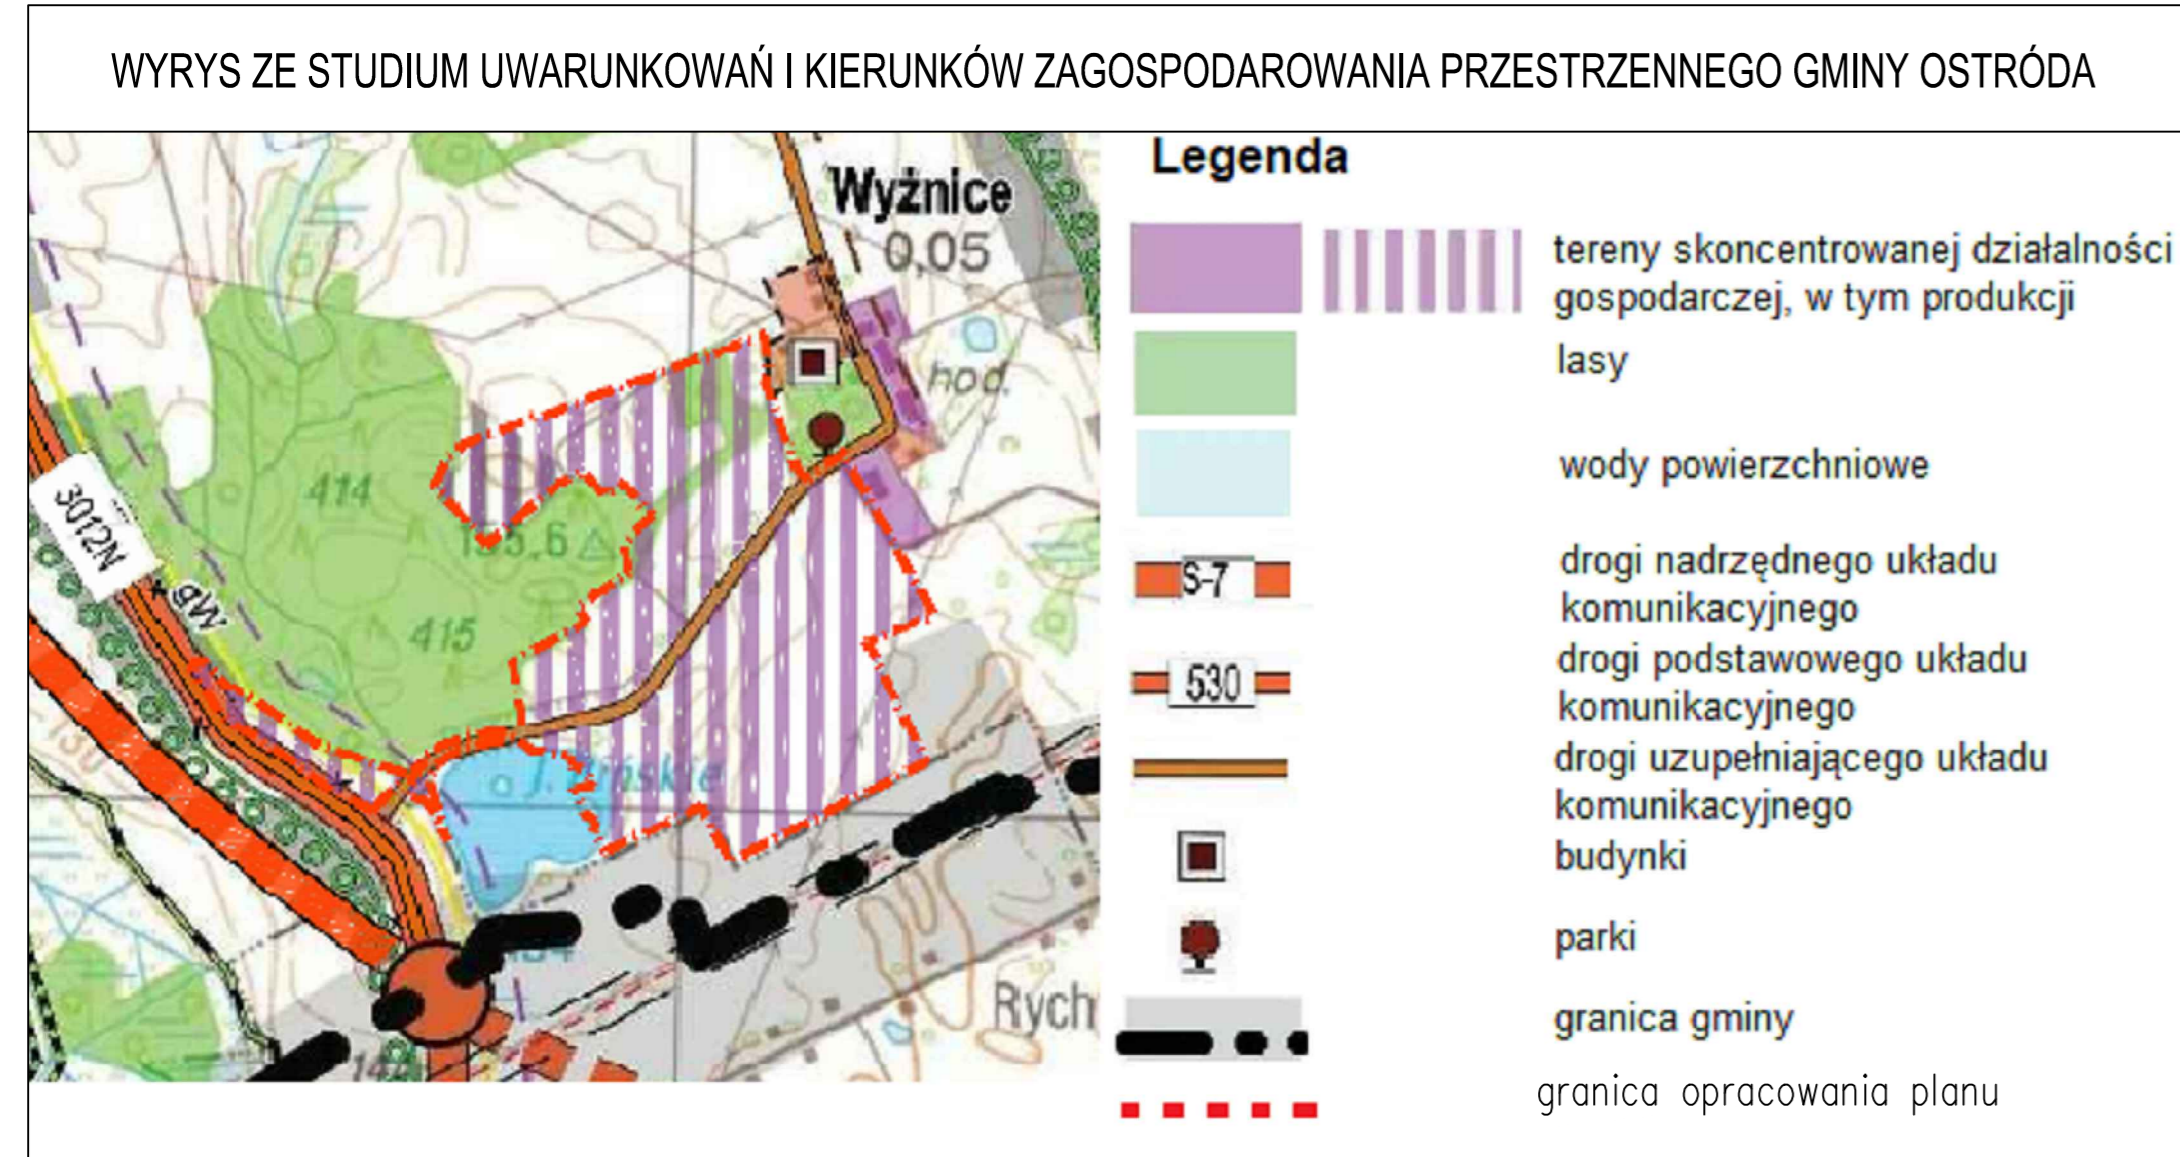 WYRYS ZE STUDIUM UWARUNKOWAŃ I KIERUNKÓW ZAGOSPODAROWANIA PRZESTRZENNEGO GMINY OSTRÓDA
Wyżnice
0,05
hod.
414
415
3012N
gW
130
Rych
Legenda
tereny skoncentrowanej działalności
gospodarczej, w tym produkcji
lasy
wody powierzchniowe
S-7
drogi nadrzędnego układu
komunikacyjnego
530
drogi podstawowego układu
komunikacyjnego
drogi uzupełniającego układu
komunikacyjnego
budynki
parki
granica gminy
granica opracowania planu